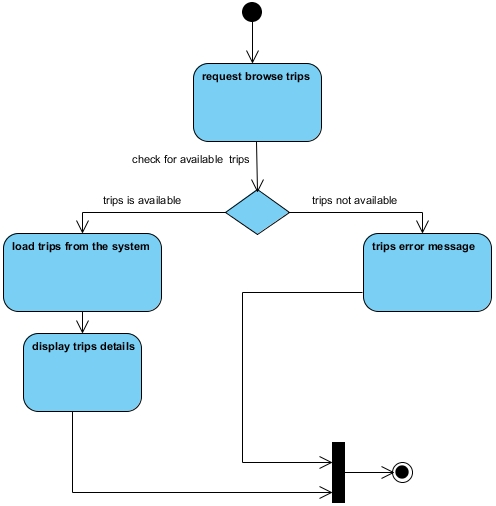 request browse trips
check for available trips
trips is available
trips not available
load trips from the system
trips error message
display trips details